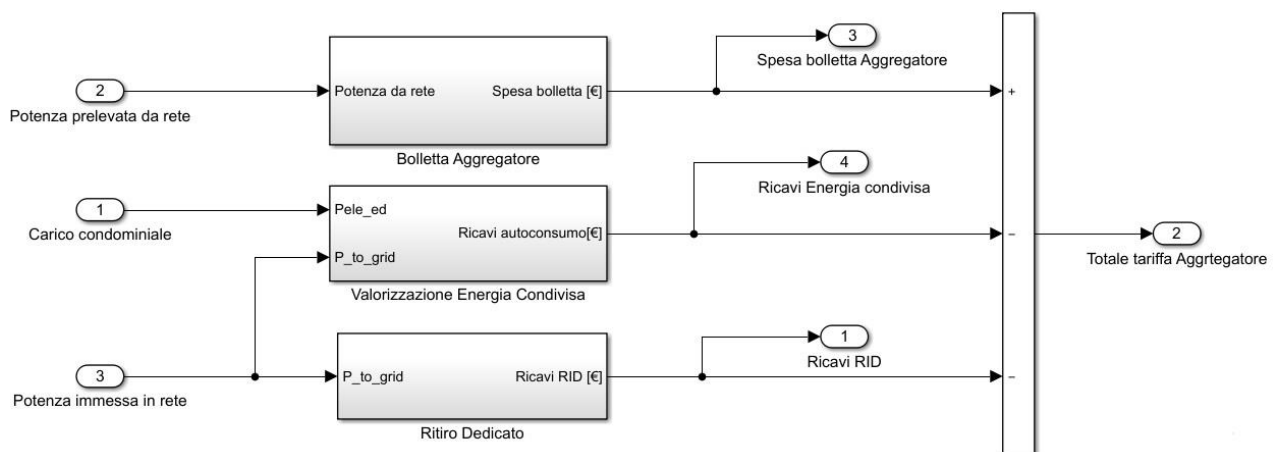 3
Spesa bolletta Aggregatore
2
Potenza prelevata da rete
Potenza da rete
Spesa bolletta [€]
+
Bolletta Aggregatore
4
Ricavi Energia condivisa
1
Carico condominiale
Pele_ed
P_to_grid
Ricavi autoconsumo[€]
−
Valorizzazione Energia Condivisa
2
Totale tariffa Aggrtegatore
1
Ricavi RID
3
Potenza immessa in rete
P_to_grid
Ricavi RID [€]
−
Ritiro Dedicato